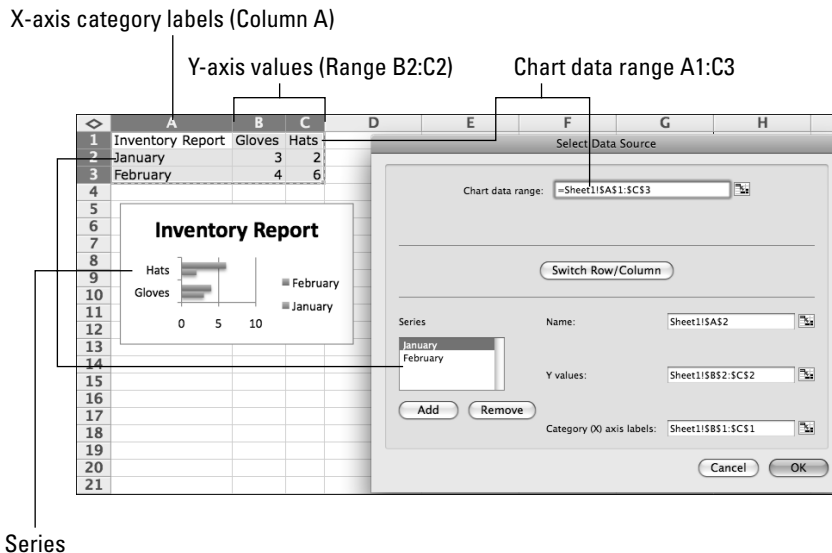 X-axis category labels (Column A)
Y-axis values (Range B2:C2)
Chart data range A1:C3
A B C D E F G H
1 Inventory Report Gloves Hats
2 January 3 2
3 February 4 6
4
5
6
7
8
9
10
11
12
13
14
15
16
17
18
19
20
21
Inventory Report
Hats
Gloves
0 5 10
February
January
Select Data Source
Chart data range: =Sheet1!$A$1:$C$3
Switch Row/Column
Series
January
February
Add Remove
Name: Sheet1!$A$2
Y values: Sheet1!$B$2:$C$2
Category (X) axis labels: Sheet1!$B$1:$C$1
Cancel OK
Series